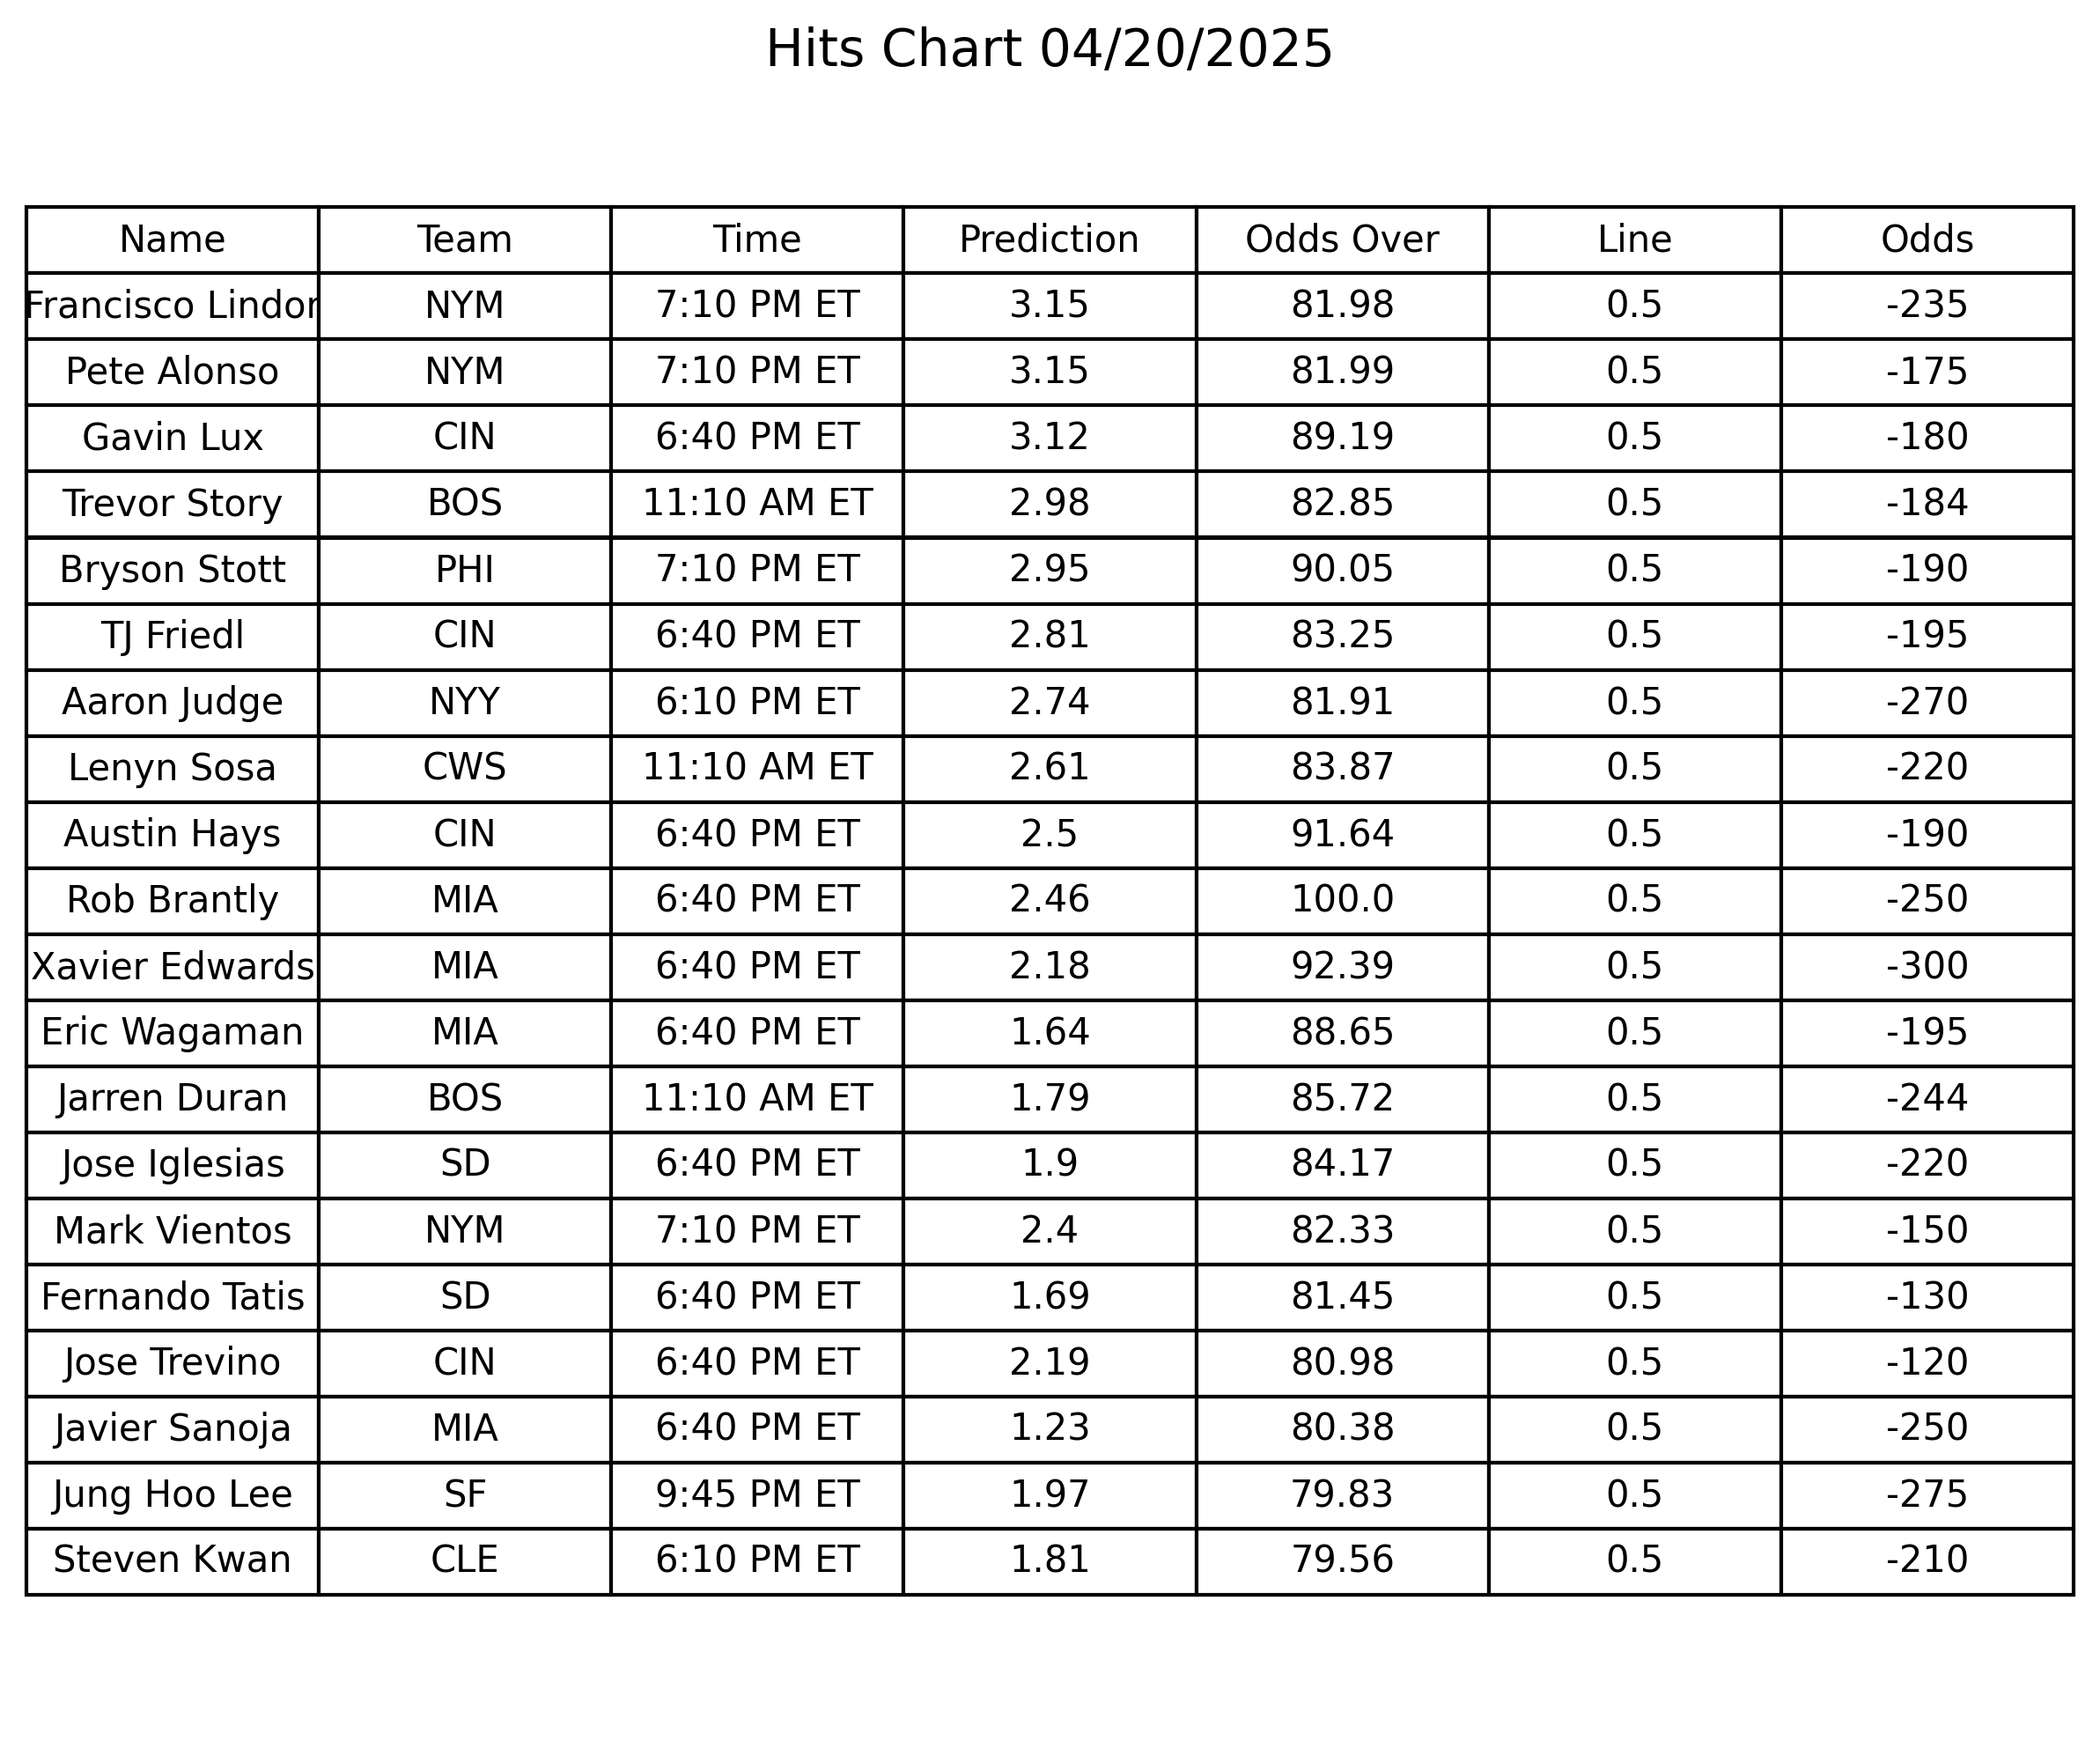 Hits Chart 04/20/2025
Name Team Time Prediction Odds Over Line Odds
Francisco Lindor NYM 7:10 PM ET 3.15 81.98 0.5 -235
Pete Alonso NYM 7:10 PM ET 3.15 81.99 0.5 -175
Gavin Lux CIN 6:40 PM ET 3.12 89.19 0.5 -180
Trevor Story BOS 11:10 AM ET 2.98 82.85 0.5 -184
Bryson Stott PHI 7:10 PM ET 2.95 90.05 0.5 -190
TJ Friedl CIN 6:40 PM ET 2.81 83.25 0.5 -195
Aaron Judge NYY 6:10 PM ET 2.74 81.91 0.5 -270
Lenyn Sosa CWS 11:10 AM ET 2.61 83.87 0.5 -220
Austin Hays CIN 6:40 PM ET 2.5 91.64 0.5 -190
Rob Brantly MIA 6:40 PM ET 2.46 100.0 0.5 -250
Xavier Edwards MIA 6:40 PM ET 2.18 92.39 0.5 -300
Eric Wagaman MIA 6:40 PM ET 1.64 88.65 0.5 -195
Jarren Duran BOS 11:10 AM ET 1.79 85.72 0.5 -244
Jose Iglesias SD 6:40 PM ET 1.9 84.17 0.5 -220
Mark Vientos NYM 7:10 PM ET 2.4 82.33 0.5 -150
Fernando Tatis SD 6:40 PM ET 1.69 81.45 0.5 -130
Jose Trevino CIN 6:40 PM ET 2.19 80.98 0.5 -120
Javier Sanoja MIA 6:40 PM ET 1.23 80.38 0.5 -250
Jung Hoo Lee SF 9:45 PM ET 1.97 79.83 0.5 -275
Steven Kwan CLE 6:10 PM ET 1.81 79.56 0.5 -210